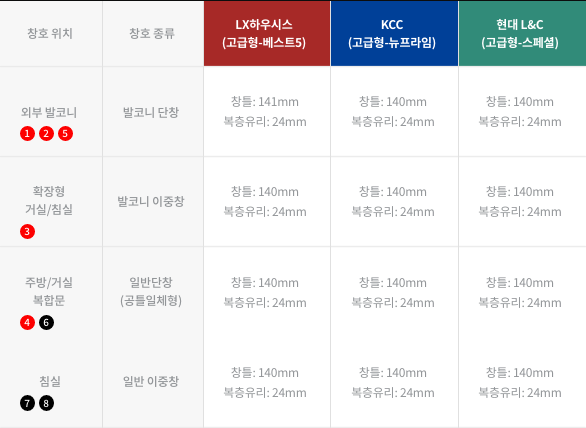 창호 위치
창호 종류
LX하우시스
(고급형-베스트5)
KCC
(고급형-뉴프라임)
현대 L&C
(고급형-스페셜)
외부 발코니
1 2 5
발코니 단창
창틀: 141mm
복층유리: 24mm
창틀: 140mm
복층유리: 24mm
창틀: 140mm
복층유리: 24mm
확장형
거실/침실
3
발코니 이중창
창틀: 140mm
복층유리: 24mm
창틀: 140mm
복층유리: 24mm
창틀: 140mm
복층유리: 24mm
주방/거실
복합문
4 6
일반단창
(공틀일체형)
창틀: 140mm
복층유리: 24mm
창틀: 140mm
복층유리: 24mm
창틀: 140mm
복층유리: 24mm
침실
7 8
일반 이중창
창틀: 140mm
복층유리: 24mm
창틀: 140mm
복층유리: 24mm
창틀: 140mm
복층유리: 24mm